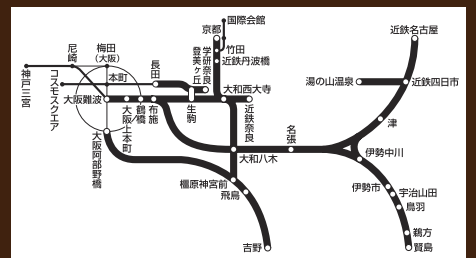 国際会館
京都
竹田
近鉄丹波橋
近鉄名古屋
尼崎
梅田
(大阪)
長田
学研奈良
登美ヶ丘
神戸三宮
コスモスクエア
本町
大阪難波
大和西大寺
湯の山温泉
近鉄四日市
大阪上本町
鶴橋
布施
生駒
近鉄奈良
津
名張
大阪阿部野橋
大和八木
伊勢中川
橿原神宮前
飛鳥
伊勢市
宇治山田
鳥羽
鵜方
吉野
賢島